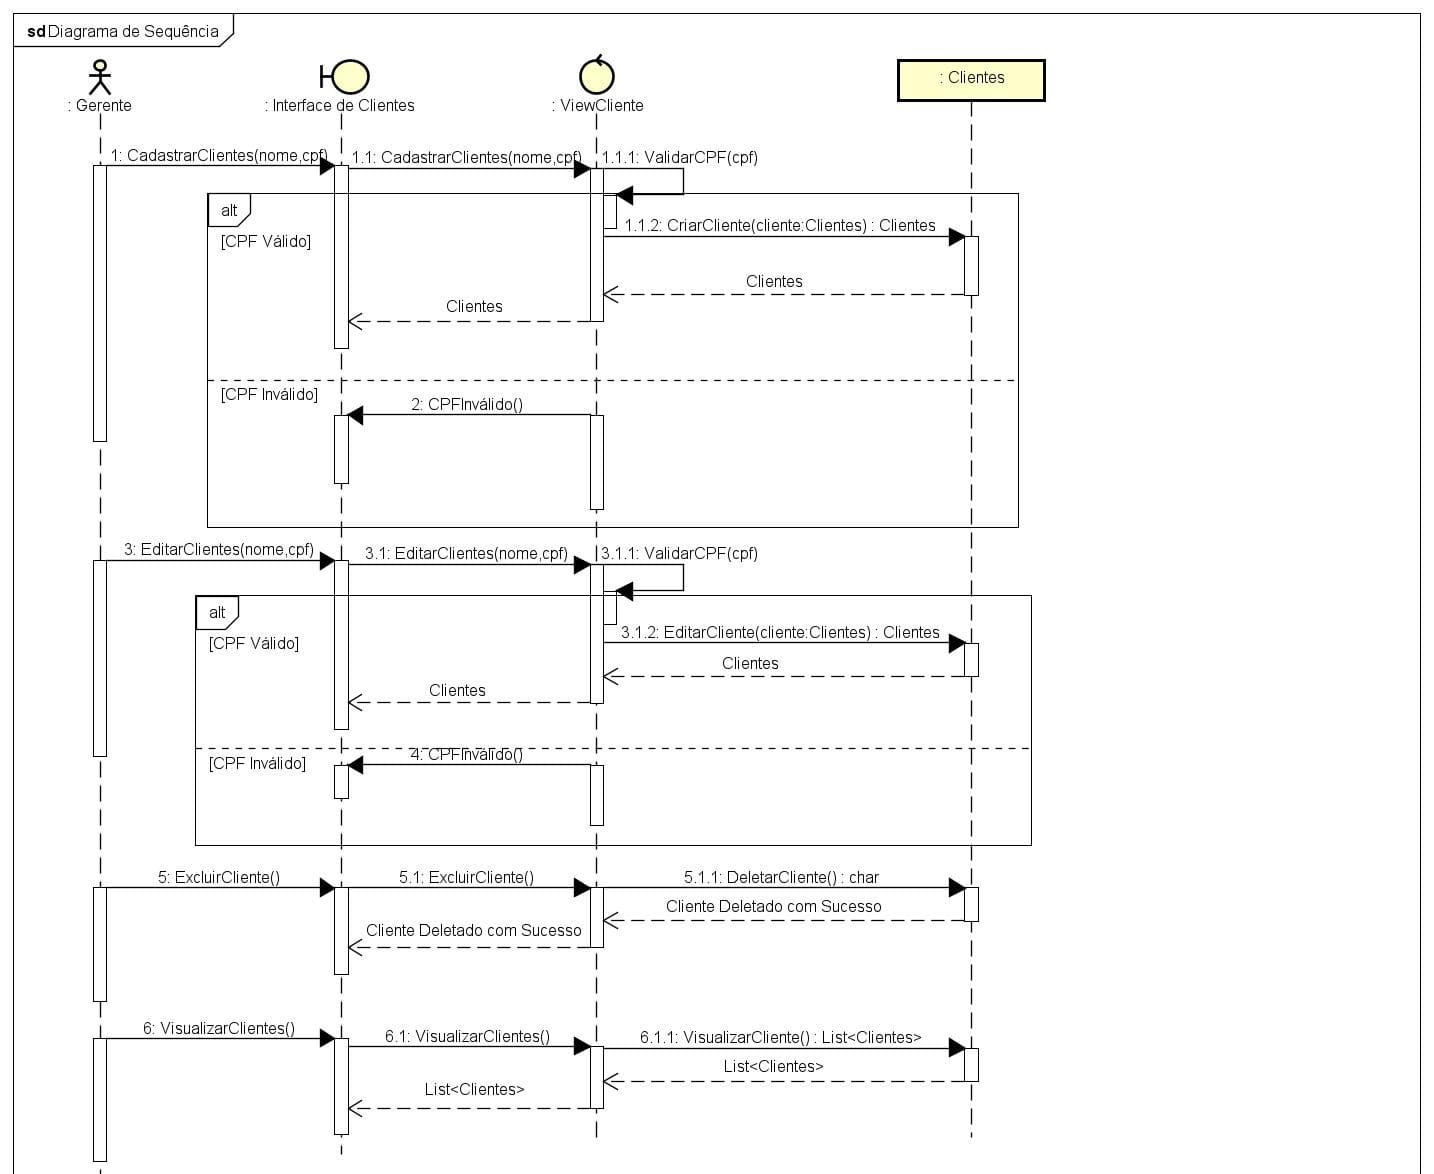 sd Diagrama de Sequência
: Gerente
: Interface de Clientes
: ViewCliente
: Clientes
1: CadastrarClientes(nome,cpf)
1.1: CadastrarClientes(nome,cpf)
1.1.1: ValidarCPF(cpf)
alt
[CPF Válido]
1.1.2: CriarCliente(cliente:Clientes) : Clientes
Clientes
Clientes
[CPF Inválido]
2: CPFInválido()
3: EditarClientes(nome,cpf)
3.1: EditarClientes(nome,cpf)
3.1.1: ValidarCPF(cpf)
alt
[CPF Válido]
3.1.2: EditarCliente(cliente:Clientes) : Clientes
Clientes
Clientes
[CPF Inválido]
4: CPFInválido()
5: ExcluirCliente()
5.1: ExcluirCliente()
5.1.1: DeletarCliente() : char
Cliente Deletado com Sucesso
Cliente Deletado com Sucesso
6: VisualizarClientes()
6.1: VisualizarClientes()
6.1.1: VisualizarCliente() : List<Clientes>
List<Clientes>
List<Clientes>